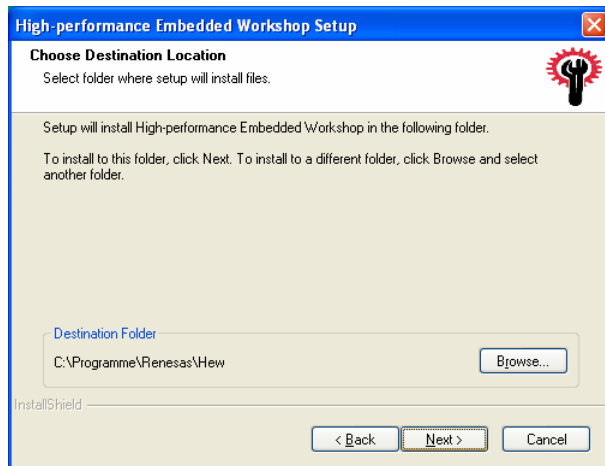 High-performance Embedded Workshop Setup
Choose Destination Location
Select folder where setup will install files.
Setup will install High-performance Embedded Workshop in the following folder.
To install to this folder, click Next. To install to a different folder, click Browse and select
another folder.
Destination Folder
C:\Programme\Renesas\Hew
Browse...
InstallShield
< Back
Next >
Cancel